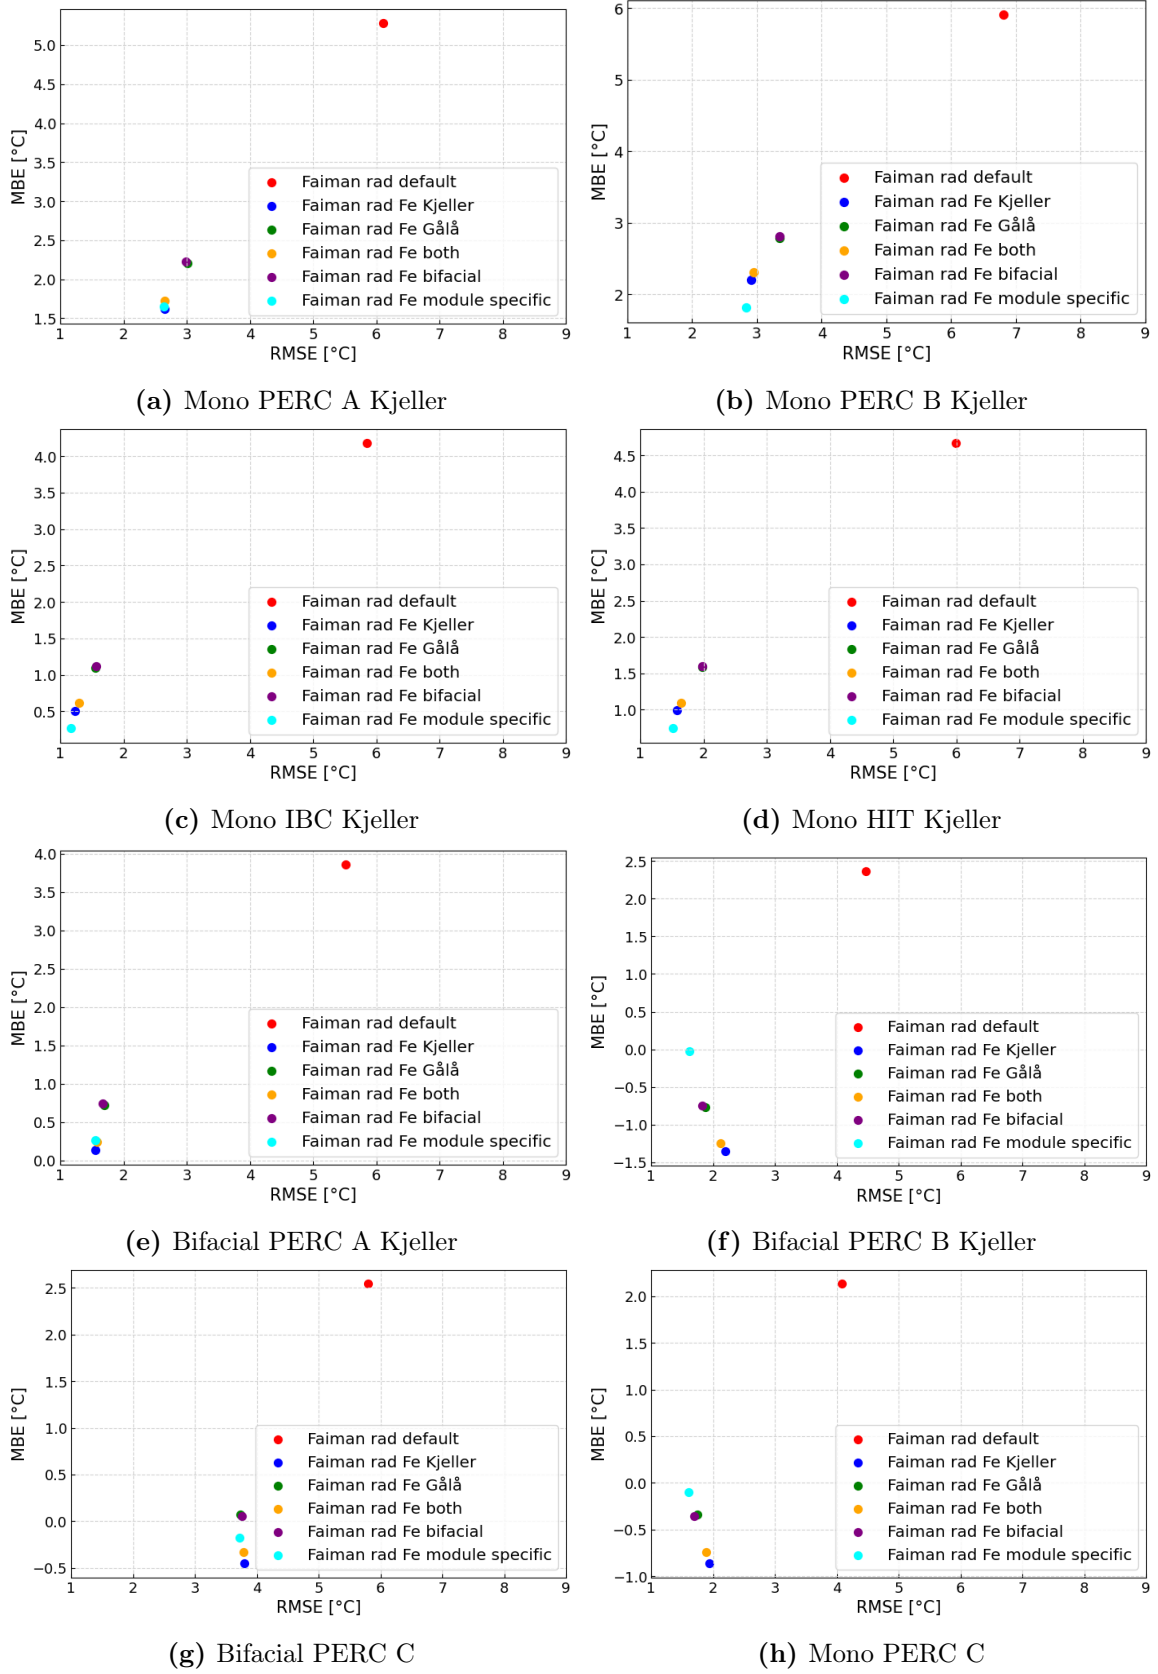 MBE [°C]
5.0
4.5
4.0
3.5
3.0
2.5
2.0
1.5
Faiman rad default
Faiman rad Fe Kjeller
Faiman rad Fe Gålå
Faiman rad Fe both
Faiman rad Fe bifacial
Faiman rad Fe module specific
1 2 3 4 5 6 7 8 9
RMSE [°C]
(a) Mono PERC A Kjeller
MBE [°C]
6
5
4
3
2
Faiman rad default
Faiman rad Fe Kjeller
Faiman rad Fe Gålå
Faiman rad Fe both
Faiman rad Fe bifacial
Faiman rad Fe module specific
1 2 3 4 5 6 7 8 9
RMSE [°C]
(b) Mono PERC B Kjeller
MBE [°C]
4.0
3.5
3.0
2.5
2.0
1.5
1.0
0.5
Faiman rad default
Faiman rad Fe Kjeller
Faiman rad Fe Gålå
Faiman rad Fe both
Faiman rad Fe bifacial
Faiman rad Fe module specific
1 2 3 4 5 6 7 8 9
RMSE [°C]
(c) Mono IBC Kjeller
MBE [°C]
4.5
4.0
3.5
3.0
2.5
2.0
1.5
1.0
Faiman rad default
Faiman rad Fe Kjeller
Faiman rad Fe Gålå
Faiman rad Fe both
Faiman rad Fe bifacial
Faiman rad Fe module specific
1 2 3 4 5 6 7 8 9
RMSE [°C]
(d) Mono HIT Kjeller
MBE [°C]
4.0
3.5
3.0
2.5
2.0
1.5
1.0
0.5
0.0
Faiman rad default
Faiman rad Fe Kjeller
Faiman rad Fe Gålå
Faiman rad Fe both
Faiman rad Fe bifacial
Faiman rad Fe module specific
1 2 3 4 5 6 7 8 9
RMSE [°C]
(e) Bifacial PERC A Kjeller
MBE [°C]
2.5
2.0
1.5
1.0
0.5
0.0
−0.5
−1.0
−1.5
Faiman rad default
Faiman rad Fe Kjeller
Faiman rad Fe Gålå
Faiman rad Fe both
Faiman rad Fe bifacial
Faiman rad Fe module specific
1 2 3 4 5 6 7 8 9
RMSE [°C]
(f) Bifacial PERC B Kjeller
MBE [°C]
2.5
2.0
1.5
1.0
0.5
0.0
−0.5
Faiman rad default
Faiman rad Fe Kjeller
Faiman rad Fe Gålå
Faiman rad Fe both
Faiman rad Fe bifacial
Faiman rad Fe module specific
1 2 3 4 5 6 7 8 9
RMSE [°C]
(g) Bifacial PERC C
MBE [°C]
2.0
1.5
1.0
0.5
0.0
−0.5
−1.0
Faiman rad default
Faiman rad Fe Kjeller
Faiman rad Fe Gålå
Faiman rad Fe both
Faiman rad Fe bifacial
Faiman rad Fe module specific
1 2 3 4 5 6 7 8 9
RMSE [°C]
(h) Mono PERC C